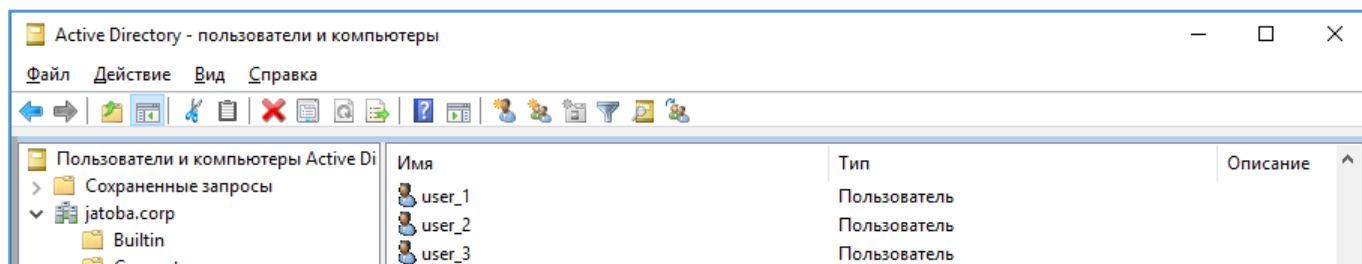 Active Directory - пользователи и компьютеры
Файл Действие Вид Справка
Пользователи и компьютеры Active Di
Сохраненные запросы
jatoba.corp
Builtin
Имя Тип Описание
user_1 Пользователь
user_2 Пользователь
user_3 Пользователь